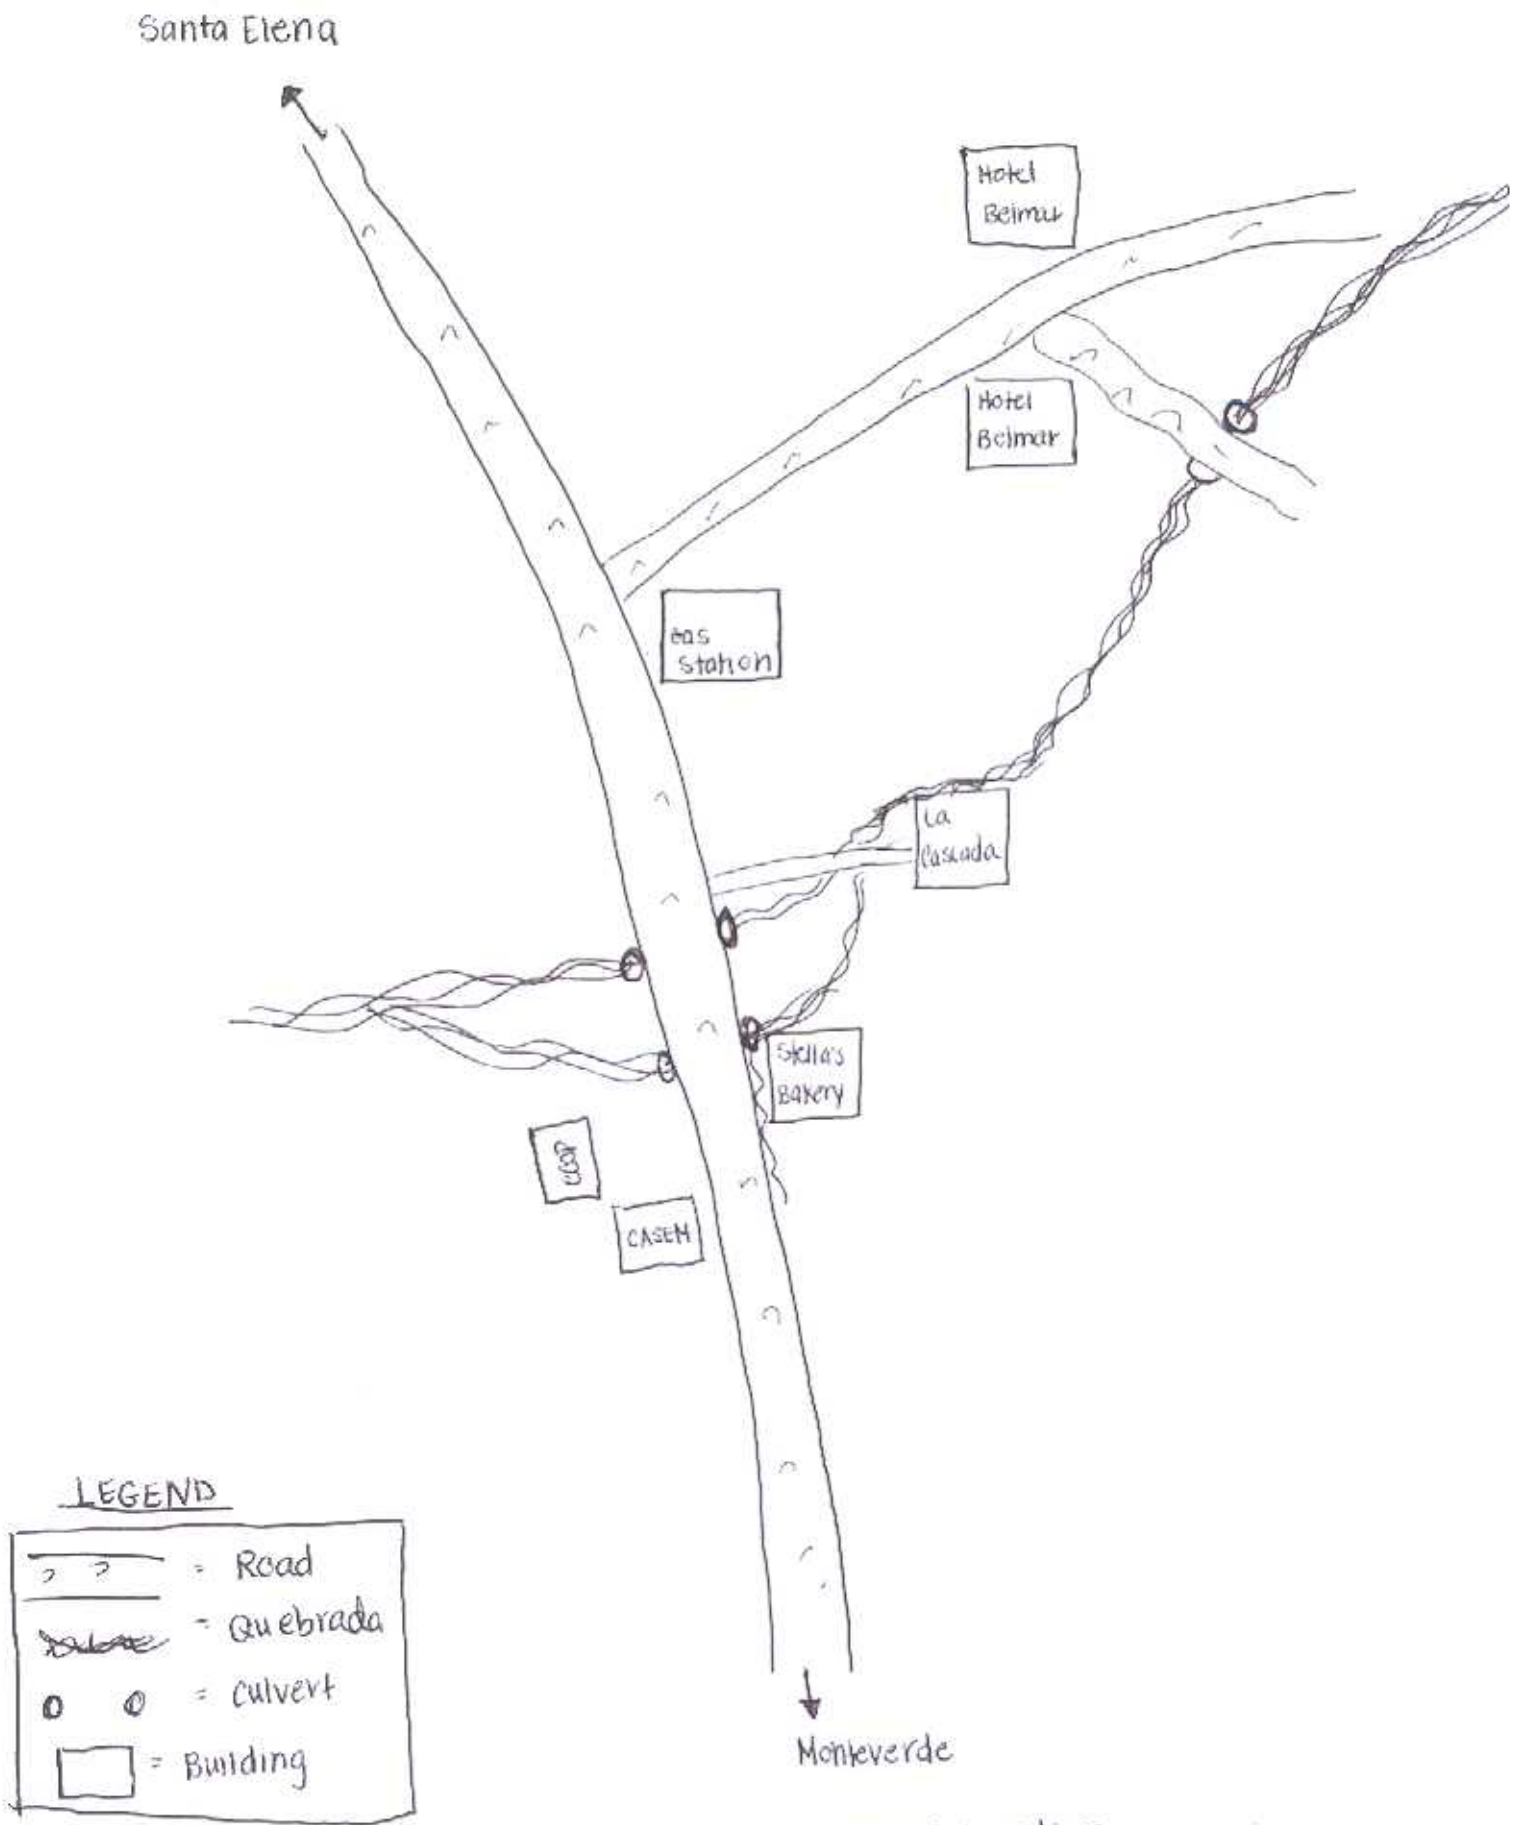 Santa Elena
Hotel
Belmar
Hotel
Belmar
Gas
Station
La
Cascada
Stella's
Bakery
COOP
CASEM
LEGEND
= Road
= Quebrada
= Culvert
= Building
Monteverde